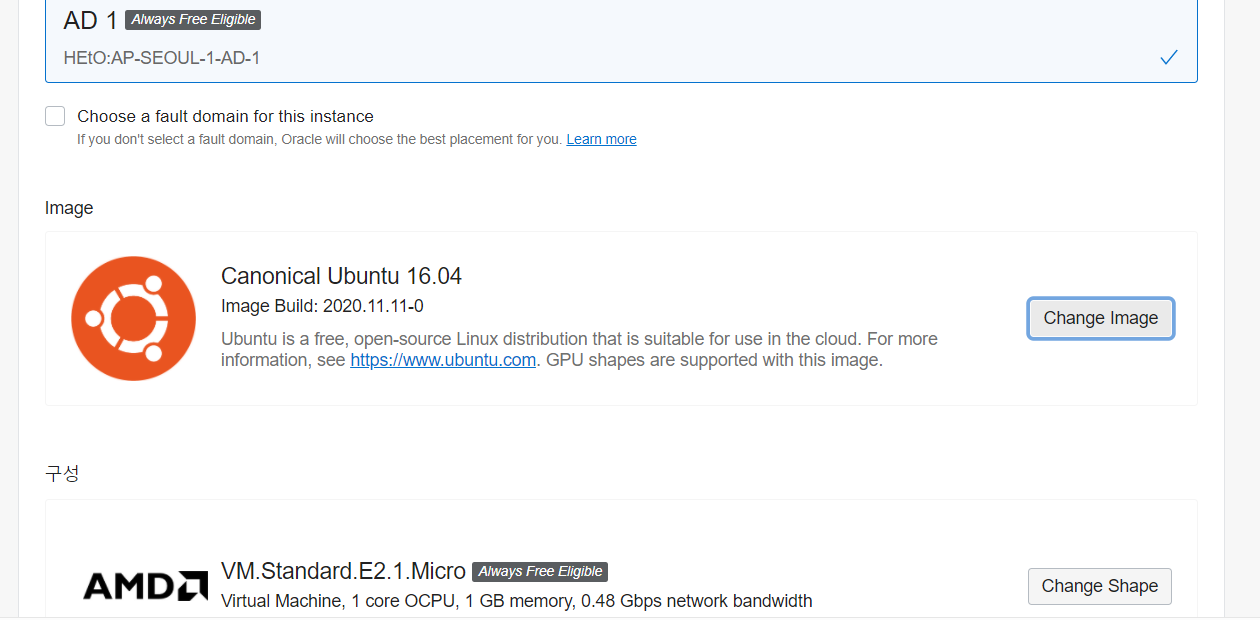 AD 1 Always Free Eligible
HEtO:AP-SEOUL-1-AD-1
Choose a fault domain for this instance
If you don't select a fault domain, Oracle will choose the best placement for you. Learn more
Image
Canonical Ubuntu 16.04
Image Build: 2020.11.11-0
Ubuntu is a free, open-source Linux distribution that is suitable for use in the cloud. For more
information, see https://www.ubuntu.com. GPU shapes are supported with this image.
Change Image
구성
AMD
VM.Standard.E2.1.Micro Always Free Eligible
Virtual Machine, 1 core OCPU, 1 GB memory, 0.48 Gbps network bandwidth
Change Shape